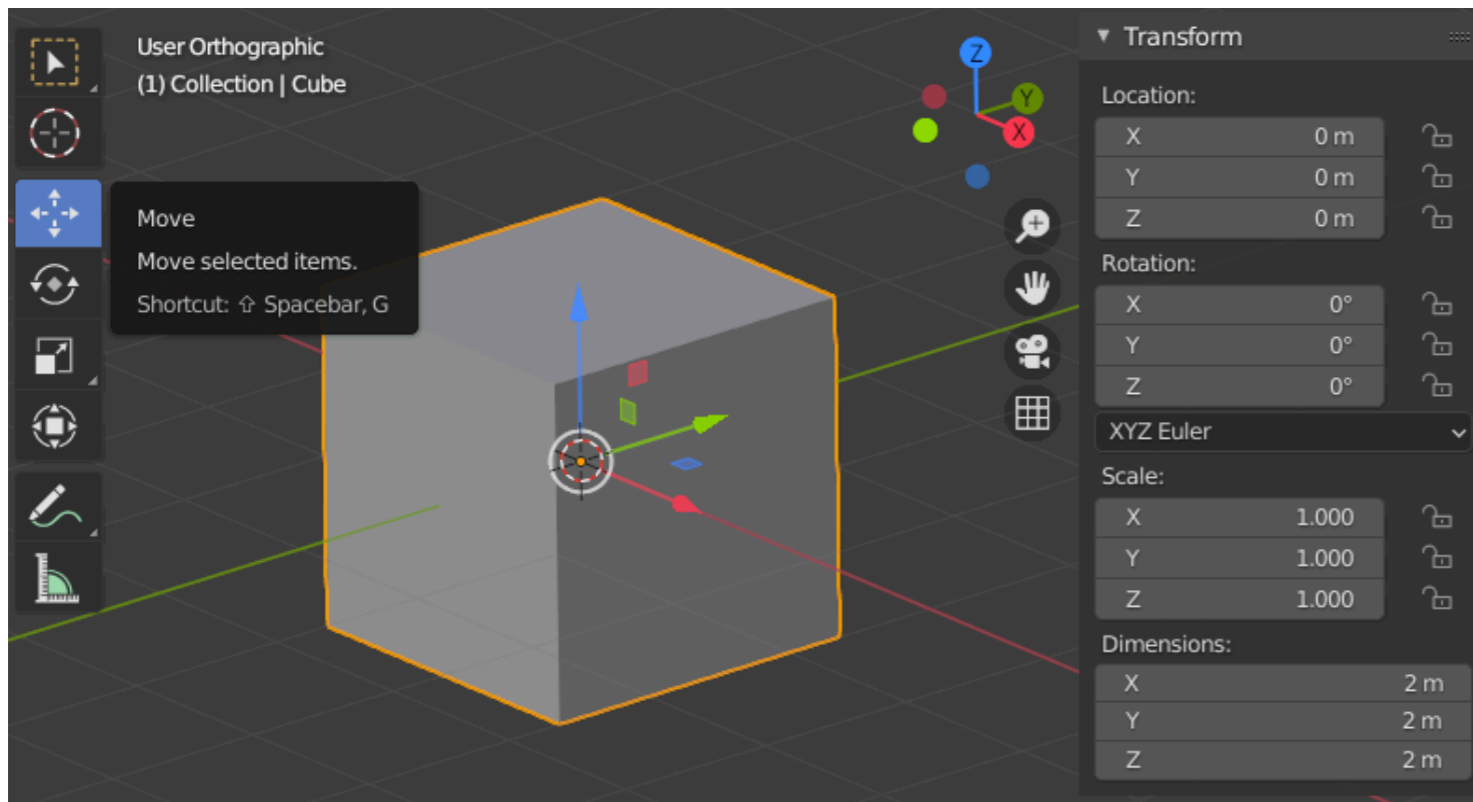 User Orthographic
(1) Collection | Cube
Move
Move selected items.
Shortcut: ⇧ Spacebar, G
Z
Y
X
Transform
Location:
X 0 m
Y 0 m
Z 0 m
Rotation:
X 0°
Y 0°
Z 0°
XYZ Euler
Scale:
X 1.000
Y 1.000
Z 1.000
Dimensions:
X 2 m
Y 2 m
Z 2 m